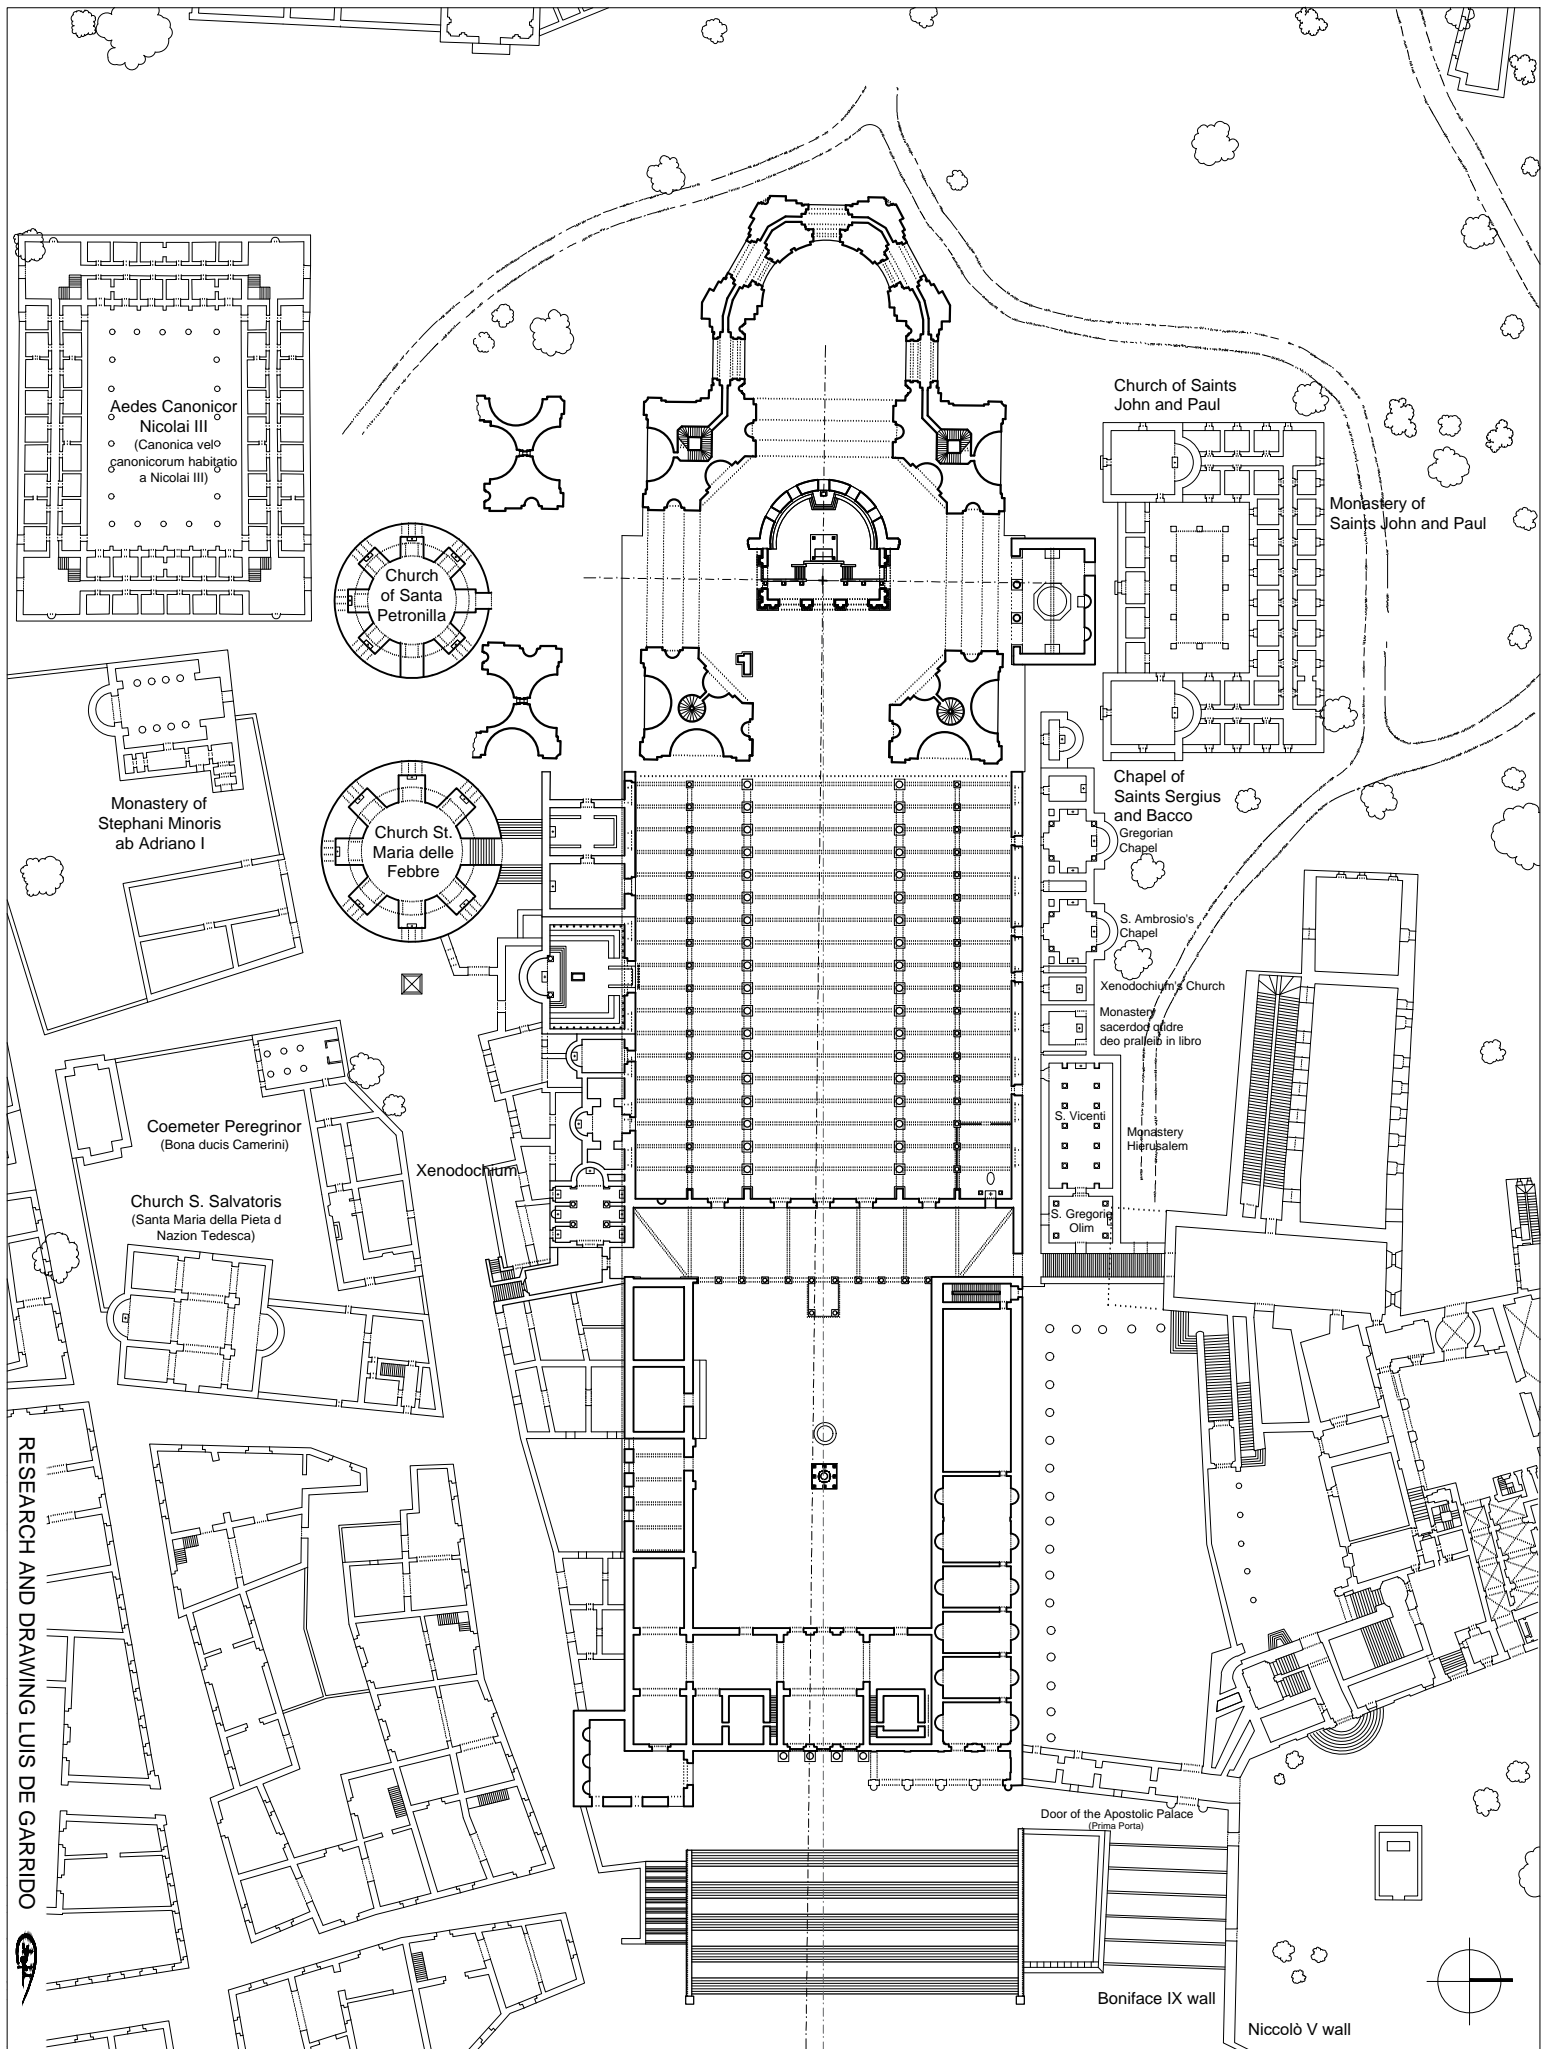 Church of Saints
John and Paul
Aedes Canonicor
Nicolai III
(Canonica vel
canonicorum habitatio
a Nicolai III)
Monastery of
Saints John and Paul
Church
of Santa
Petronilla
Monastery of
Stephani Minoris
ab Adriano I
Church St.
Maria delle
Febbre
Chapel of
Saints Sergius
and Bacco
Gregorian
Chapel
S. Ambrosio's
Chapel
Xenodochium's Church
Monastery
sacerdoo qidre
deo pralleib in libro
S. Vicenti
Monastery
Hierusalem
Coemeter Peregrinor
(Bona ducis Camerini)
Xenodochium
Church S. Salvatoris
(Santa Maria della Pieta d
Nazion Tedesca)
S. Gregorio
Olim
RESEARCH AND DRAWING LUIS DE GARRIDO
Door of the Apostolic Palace
(Prima Porta)
Boniface IX wall
Niccolò V wall